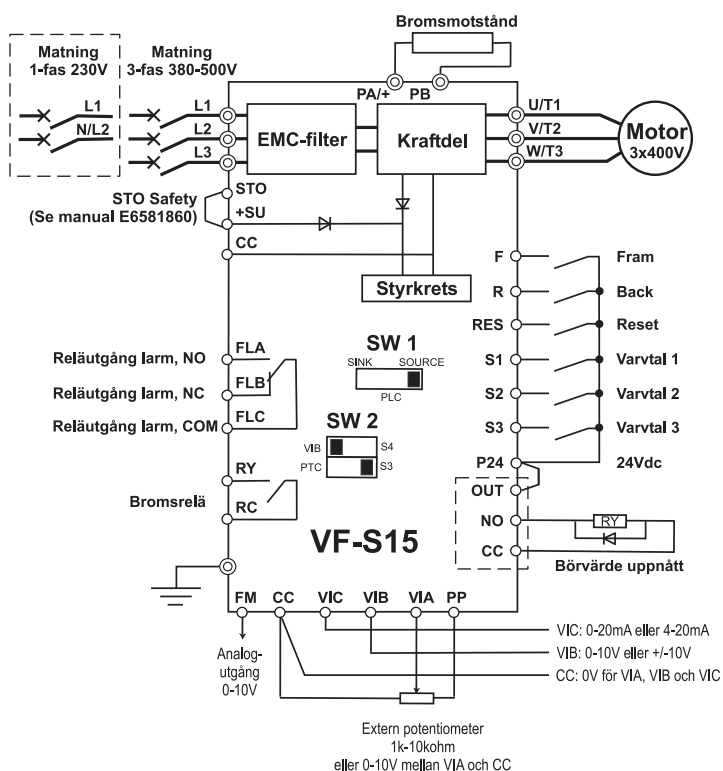 Bromsmotstånd
Matning
1-fas 230V
Matning
3-fas 380-500V
PA/+
PB
L1
N/L2
L1
L2
L3
EMC-filter
Kraftdel
U/T1
V/T2
W/T3
Motor
3x400V
STO Safety
(Se manual E6581860)
STO
+SU
CC
Styrkrets
F
Fram
R
Back
RES
Reset
S1
Varvtal 1
S2
Varvtal 2
S3
Varvtal 3
P24
24Vdc
OUT
NO
RY
CC
Börvärde uppnått
SW 1
SINK
SOURCE
PLC
SW 2
VIB
S4
PTC
S3
Reläutgång larm, NO
FLA
Reläutgång larm, NC
FLB
Reläutgång larm, COM
FLC
Bromsrelä
RY
RC
VF-S15
FM
CC
VIC
VIB
VIA
PP
Analog-
utgång
0-10V
VIC: 0-20mA eller 4-20mA
VIB: 0-10V eller +/-10V
CC: 0V för VIA, VIB och VIC
Extern potentiometer
1k-10kohm
eller 0-10V mellan VIA och CC